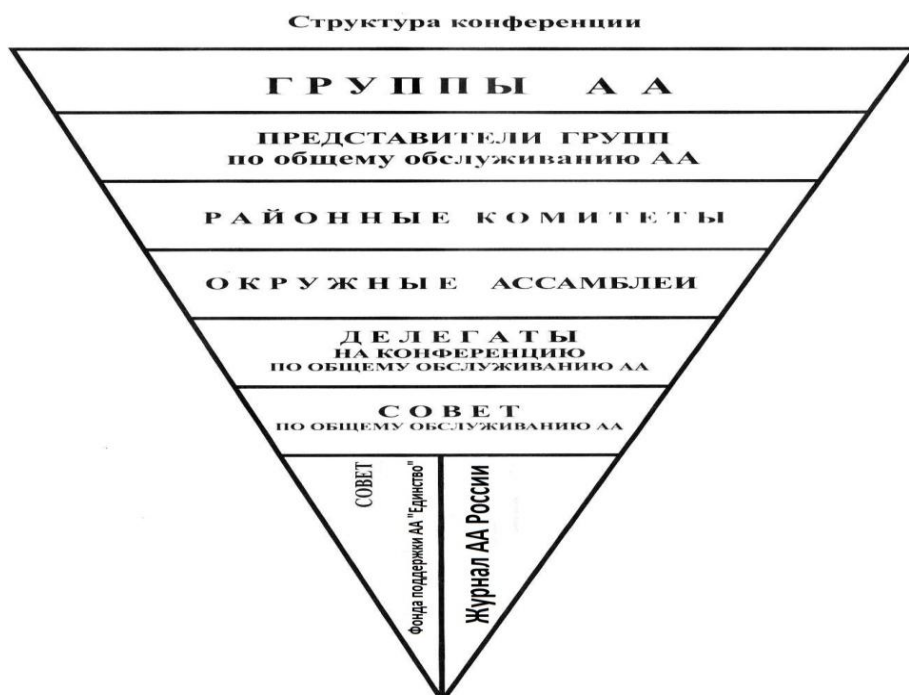 Структура конференции
ГРУППЫ АА
ПРЕДСТАВИТЕЛИ ГРУПП
по общему обслуживанию АА
РАЙОННЫЕ КОМИТЕТЫ
ОКРУЖНЫЕ АССАМБЛЕИ
ДЕЛЕГАТЫ
НА КОНФЕРЕНЦИЮ
ПО ОБЩЕМУ ОБСЛУЖИВАНИЮ АА
СОВЕТ
ПО ОБЩЕМУ ОБСЛУЖИВАНИЮ АА
СОВЕТ
Фонда поддержки АА "Единство"
Журнал АА России